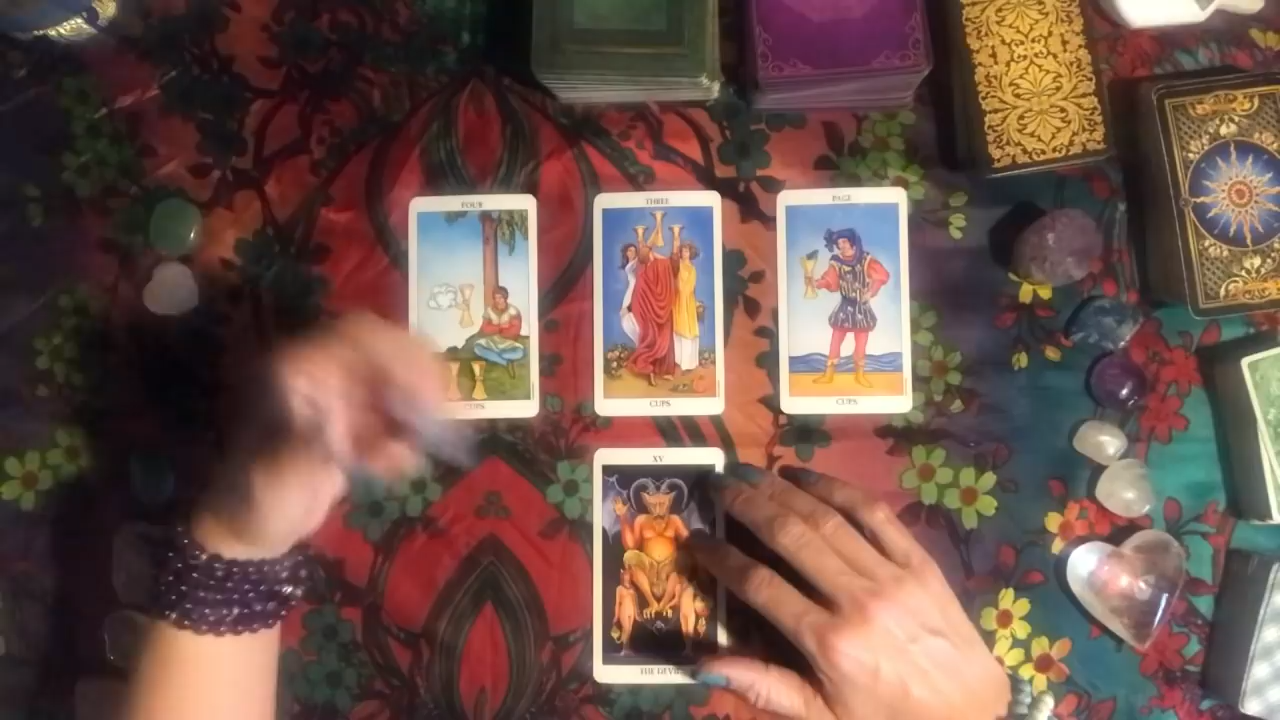 FOUR
THREE
PAGE
CUPS
CUPS
CUPS
XV
THE DEVIL